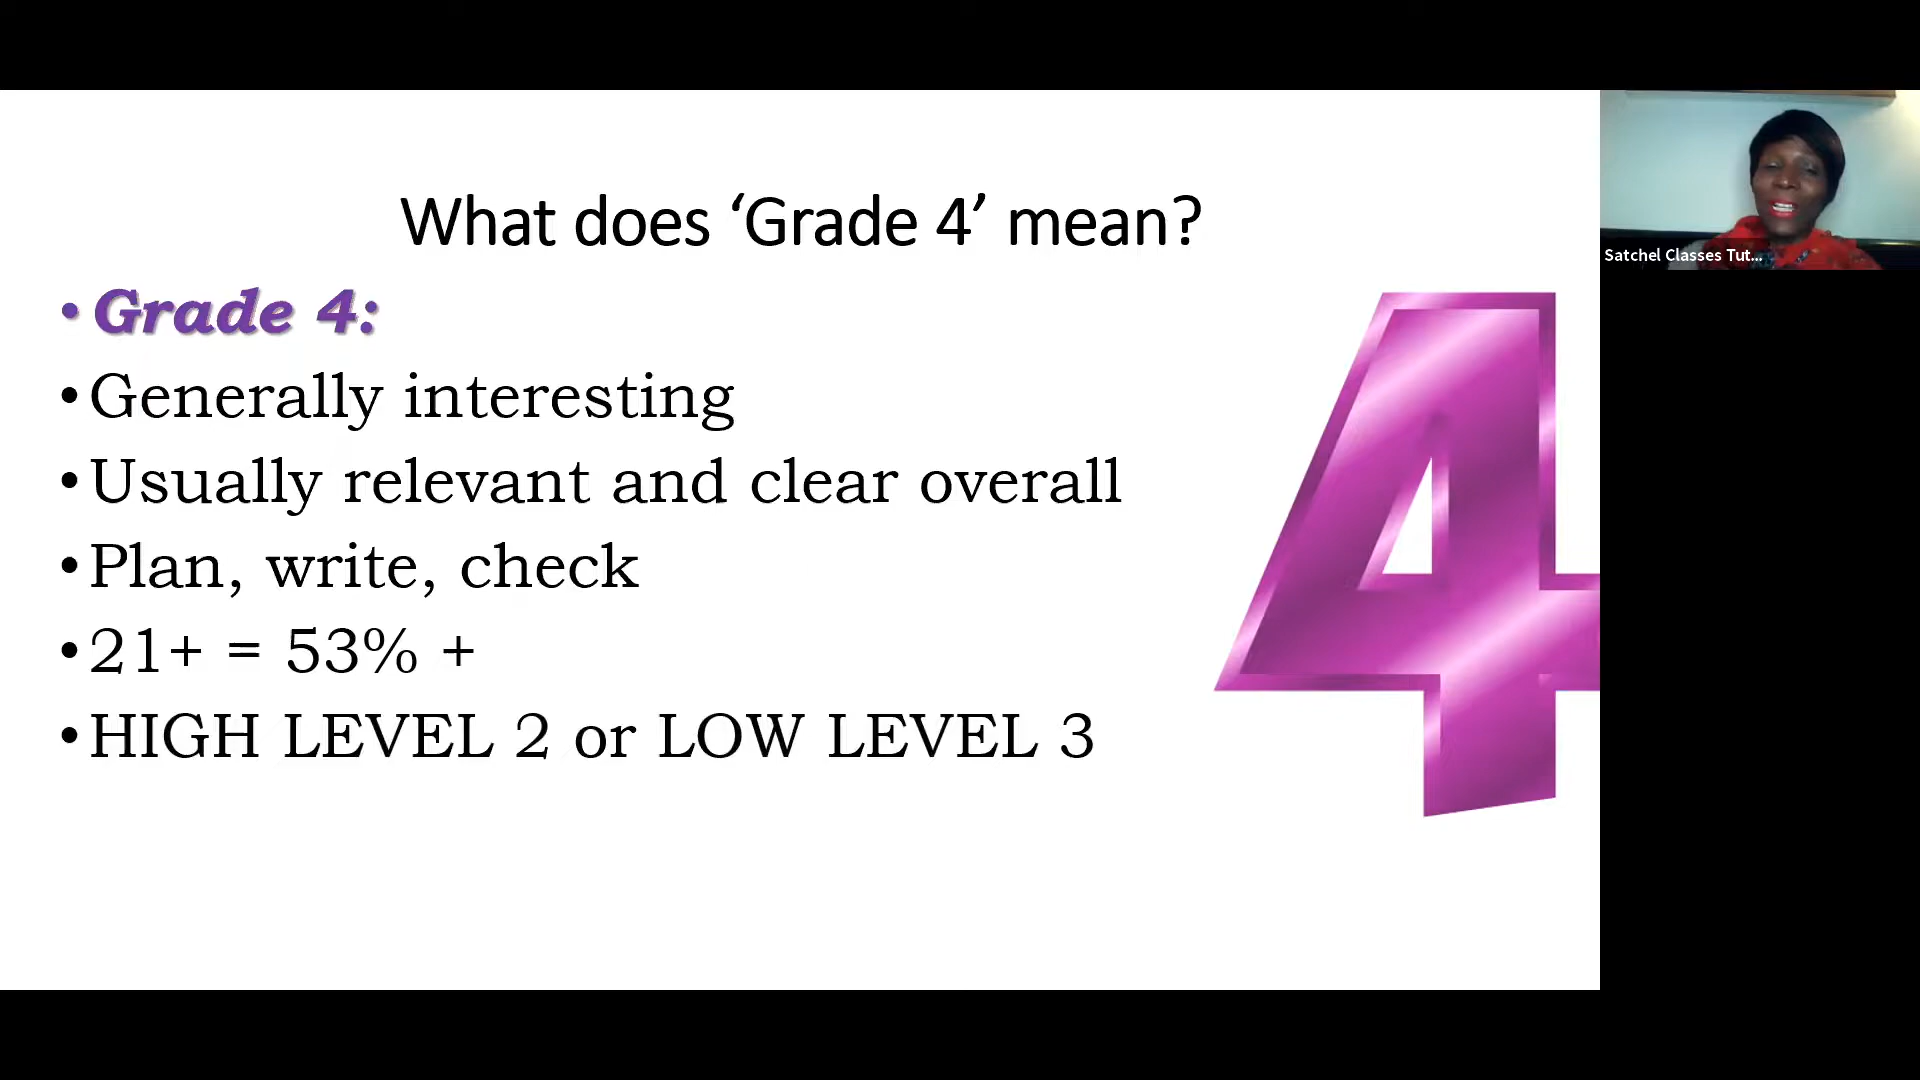 What does ‘Grade 4’ mean?
• Grade 4:
• Generally interesting
• Usually relevant and clear overall
• Plan, write, check
• 21+ = 53% +
• HIGH LEVEL 2 or LOW LEVEL 3
4
Satchel Classes Tut...